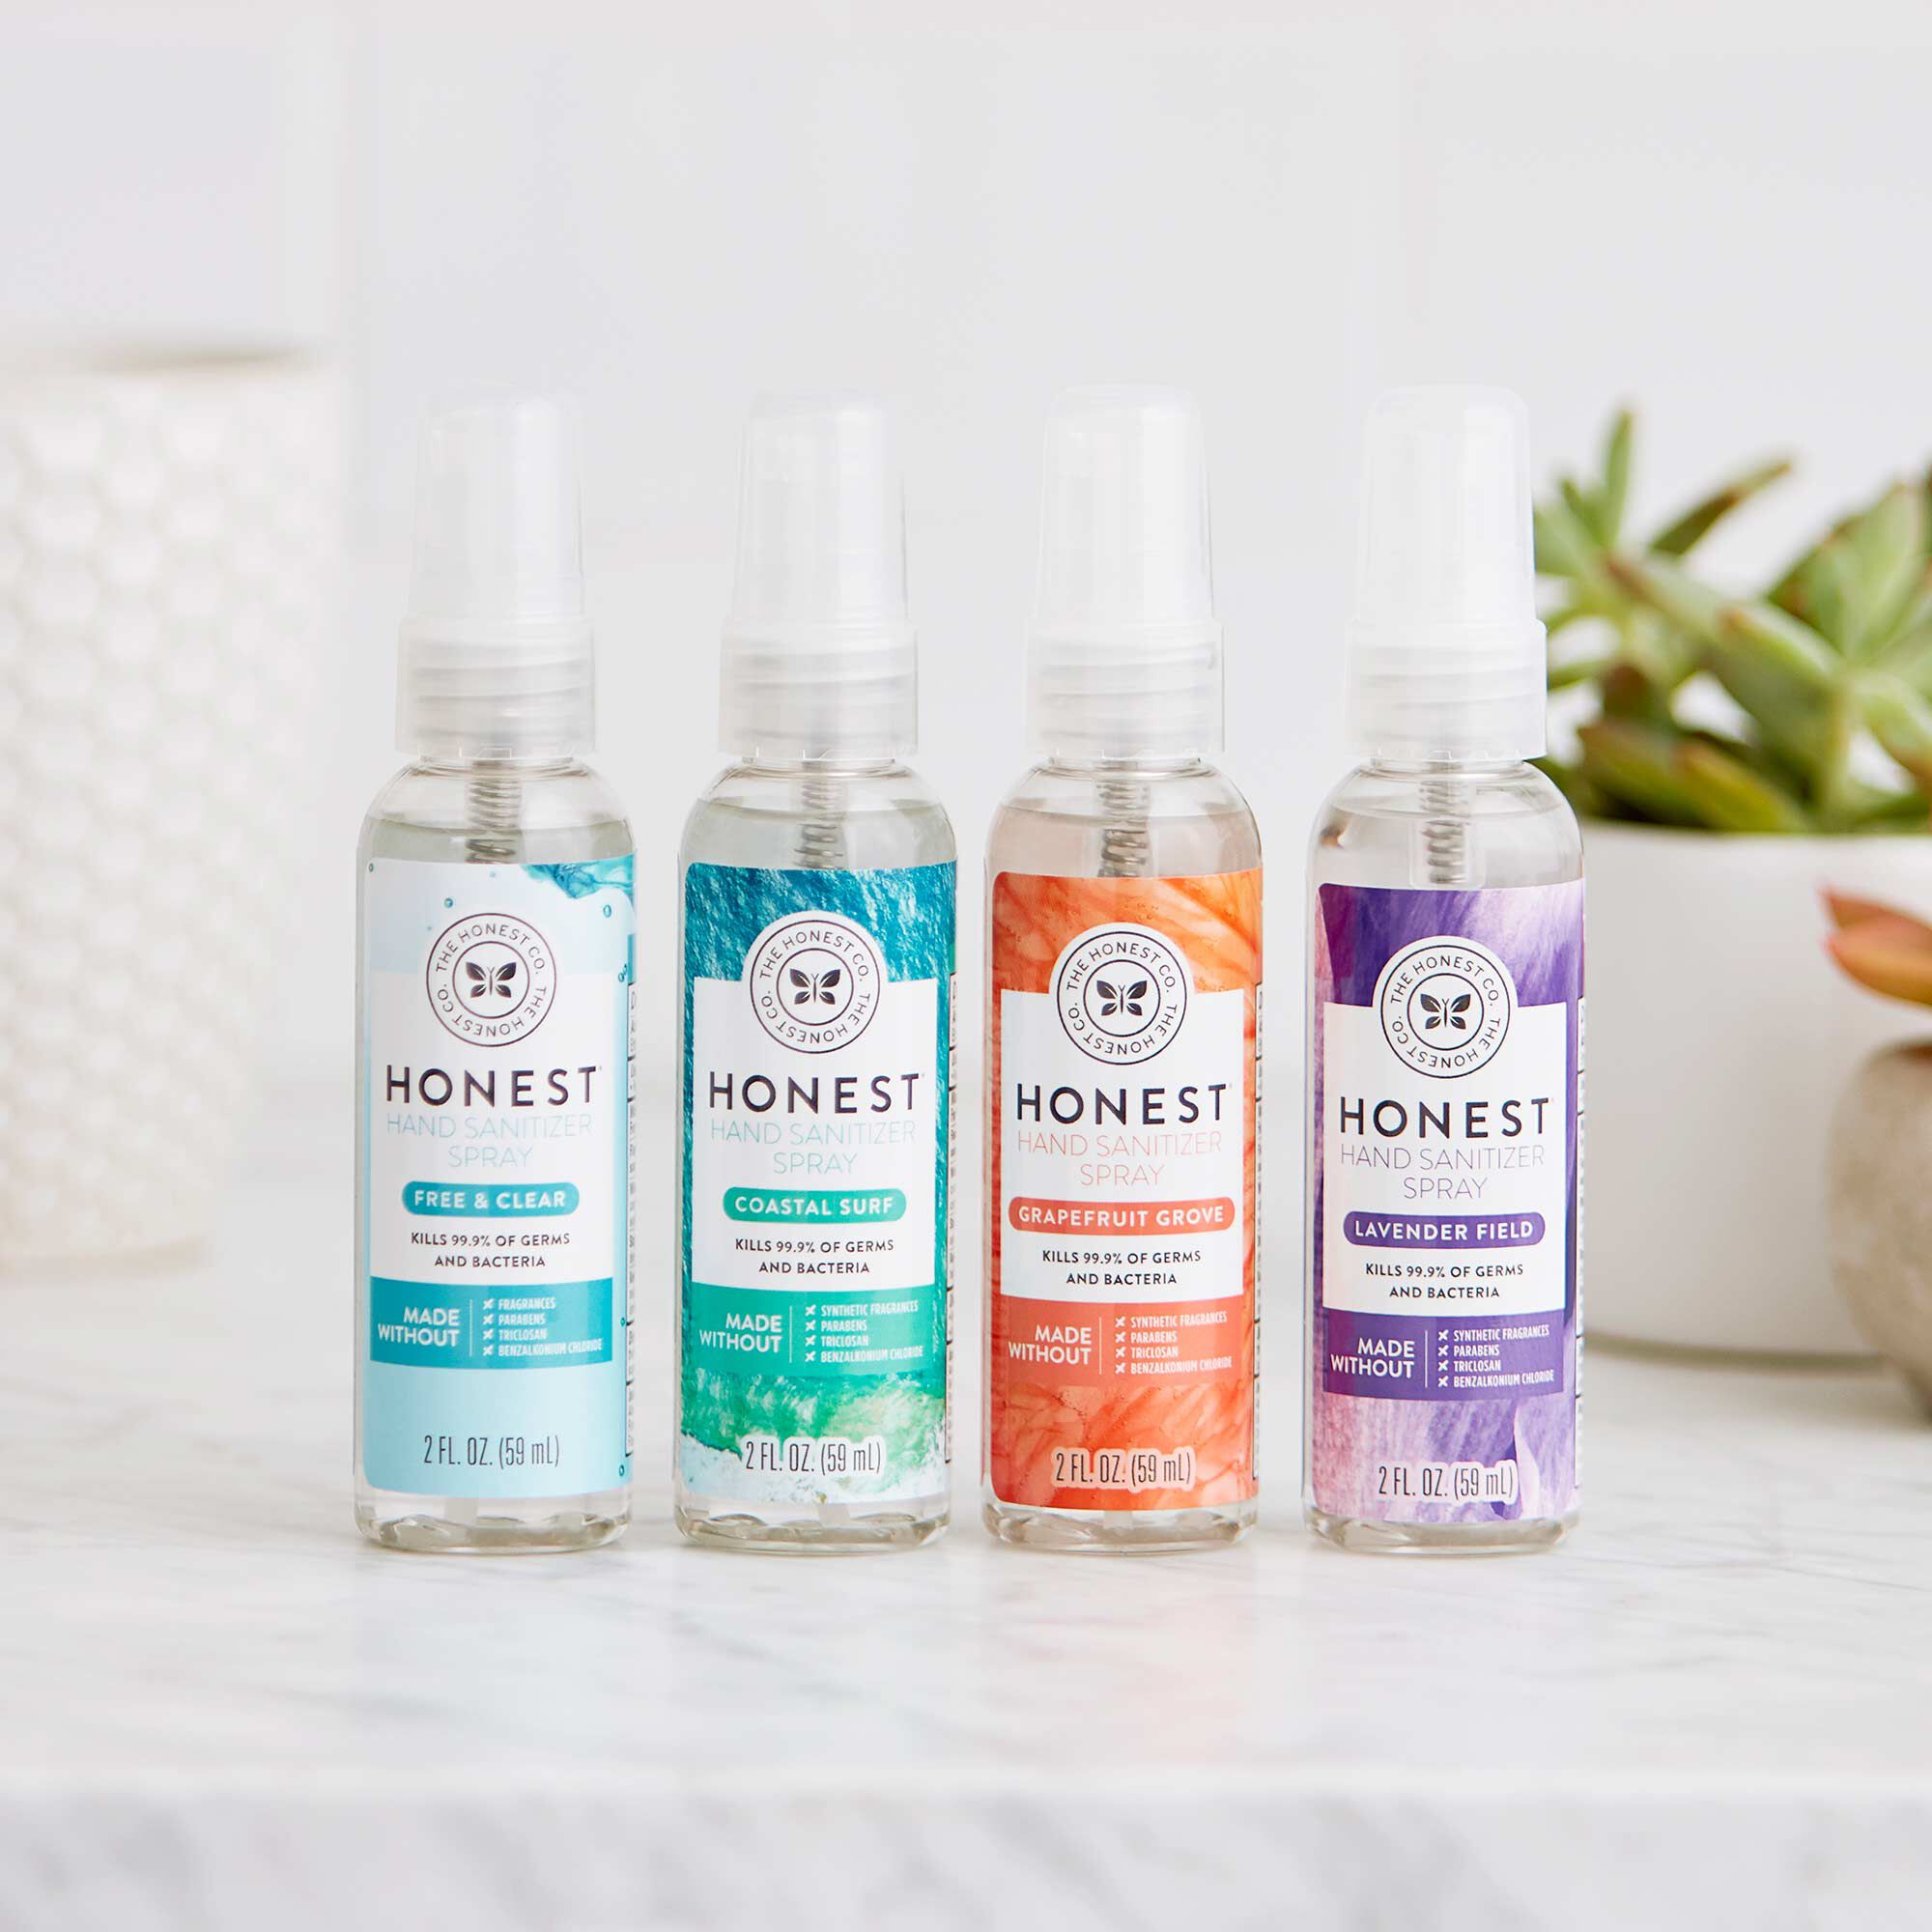 THE HONEST CO. THE HONEST CO.
HONEST
HAND SANITIZER
SPRAY
FREE & CLEAR
KILLS 99.9% OF GERMS
AND BACTERIA
MADE
WITHOUT
FRAGRANCES
PARABENS
TRICLOSAN
BENZALKONIUM CHLORIDE
2 FL. OZ. (59 mL)
THE HONEST CO. THE HONEST CO.
HONEST
HAND SANITIZER
SPRAY
COASTAL SURF
KILLS 99.9% OF GERMS
AND BACTERIA
MADE
WITHOUT
SYNTHETIC FRAGRANCES
PARABENS
TRICLOSAN
BENZALKONIUM CHLORIDE
2 FL. OZ. (59 mL)
THE HONEST CO. THE HONEST CO.
HONEST
HAND SANITIZER
SPRAY
GRAPEFRUIT GROVE
KILLS 99.9% OF GERMS
AND BACTERIA
MADE
WITHOUT
SYNTHETIC FRAGRANCES
PARABENS
TRICLOSAN
BENZALKONIUM CHLORIDE
2 FL. OZ. (59 mL)
THE HONEST CO. THE HONEST CO.
HONEST
HAND SANITIZER
SPRAY
LAVENDER FIELD
KILLS 99.9% OF GERMS
AND BACTERIA
MADE
WITHOUT
SYNTHETIC FRAGRANCES
PARABENS
TRICLOSAN
BENZALKONIUM CHLORIDE
2 FL. OZ. (59 mL)